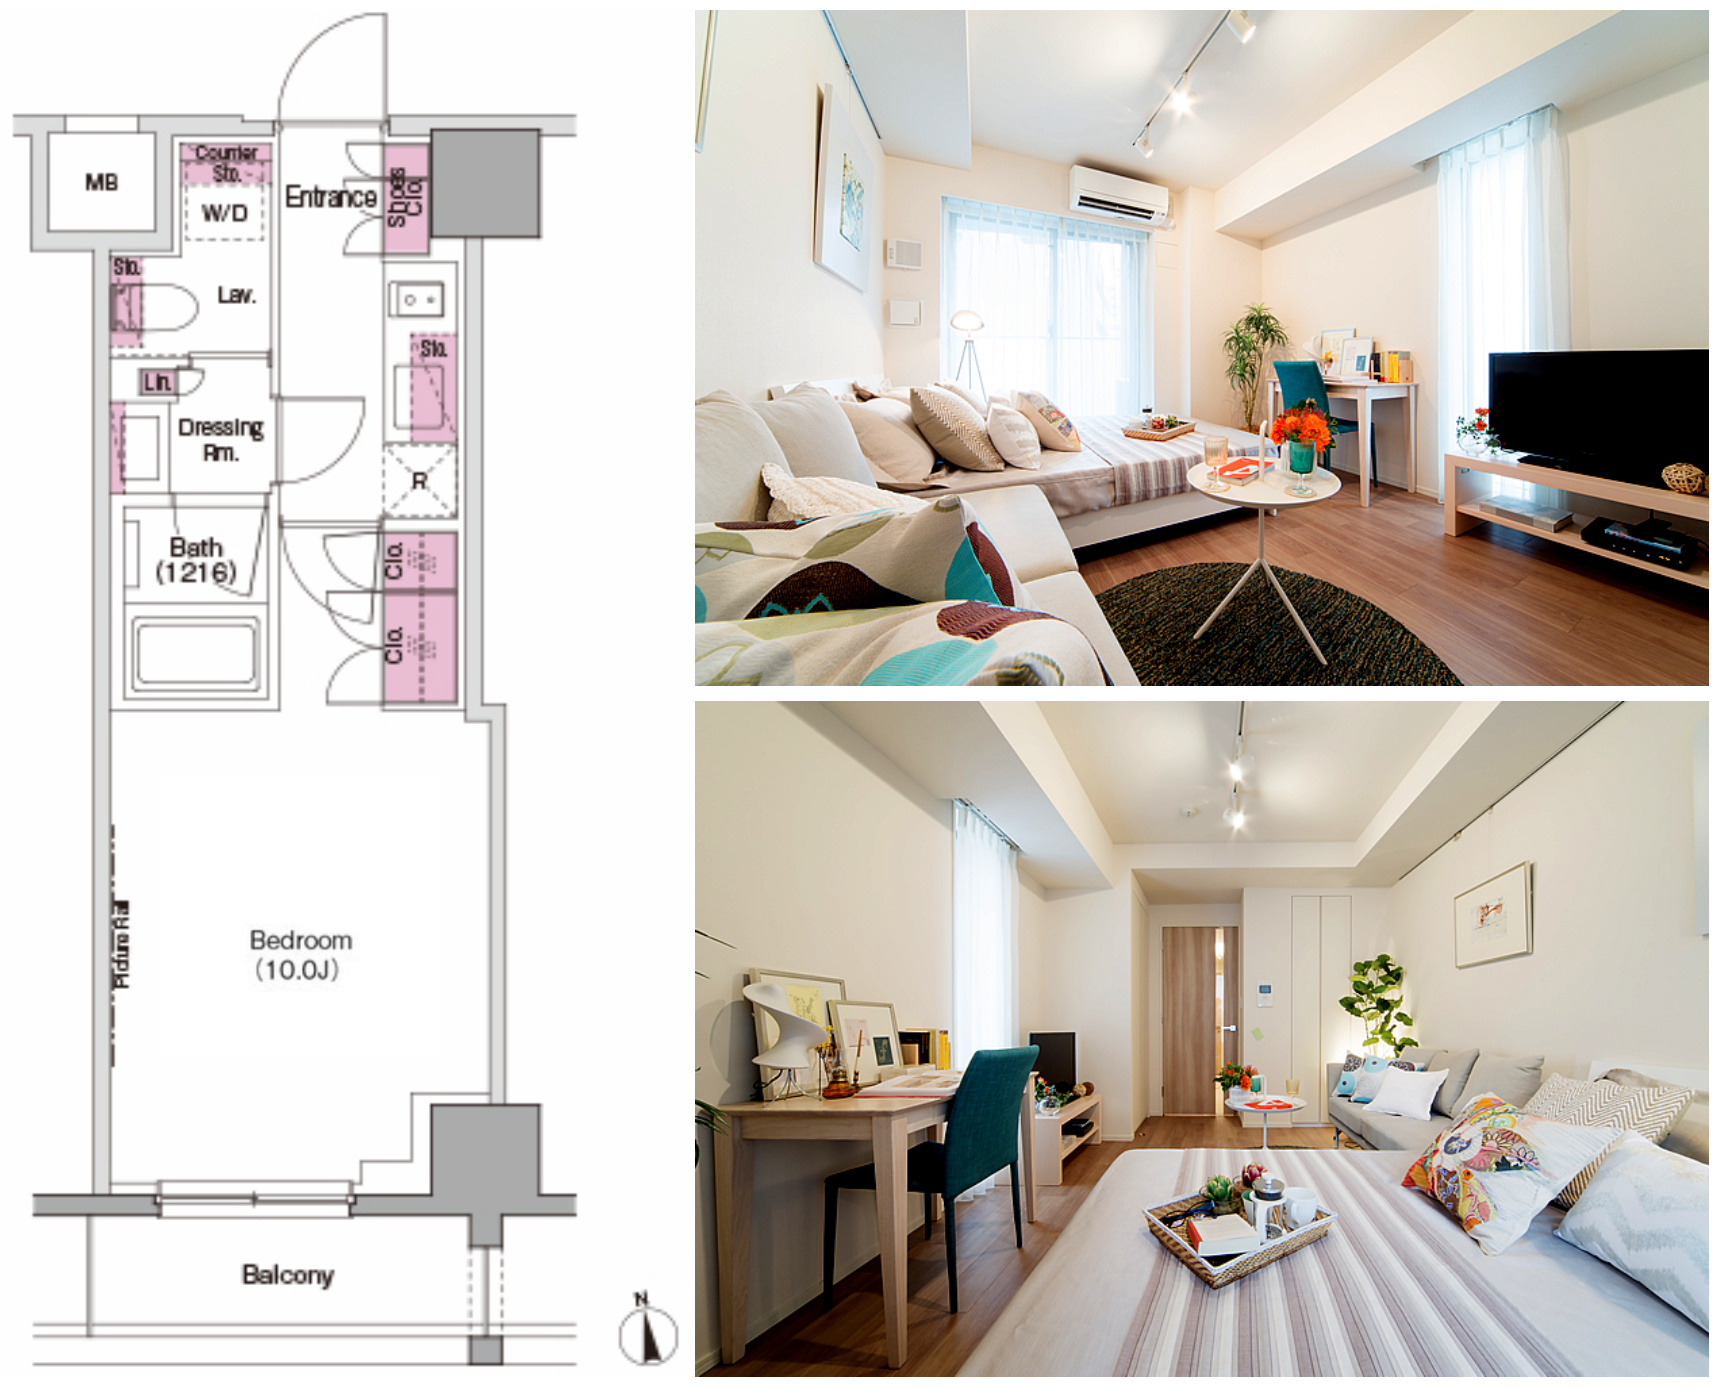 MB
Counter
Sto.
W/D
Entrance
Shoes
Clo.
Sto.
Lav.
Sto.
Lin.
Dressing
Rm.
R
Bath
(1216)
Clo.
Clo.
Picture Rail
Bedroom
(10.0J)
Balcony
N